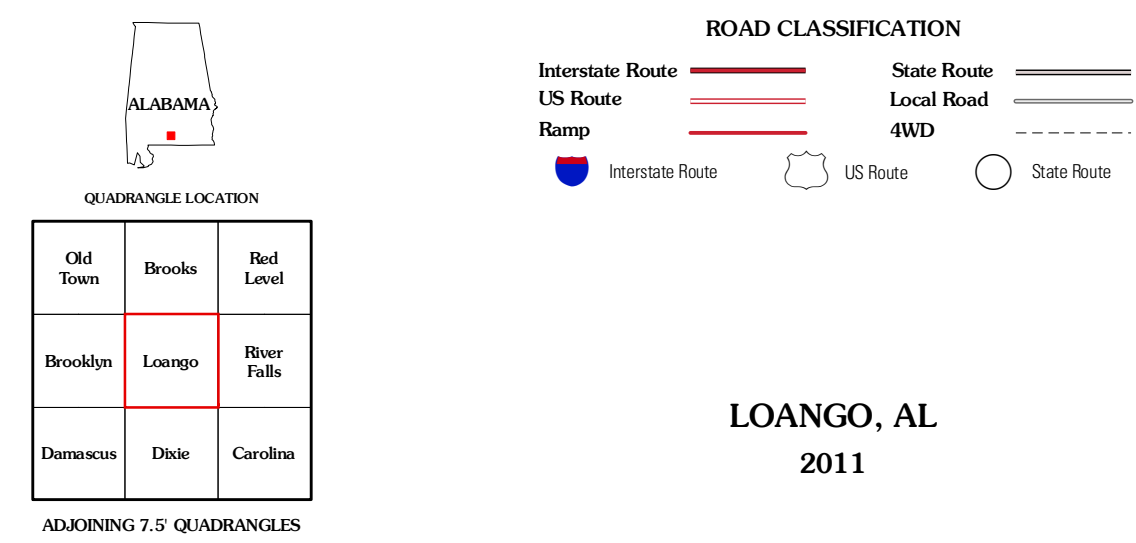 ALABAMA
QUADRANGLE LOCATION
Old
Town
Brooks
Red
Level
Brooklyn
Loango
River
Falls
Damascus
Dixie
Carolina
ADJOINING 7.5' QUADRANGLES
ROAD CLASSIFICATION
Interstate Route
State Route
US Route
Local Road
Ramp
4WD
Interstate Route
US Route
State Route
LOANGO, AL
2011